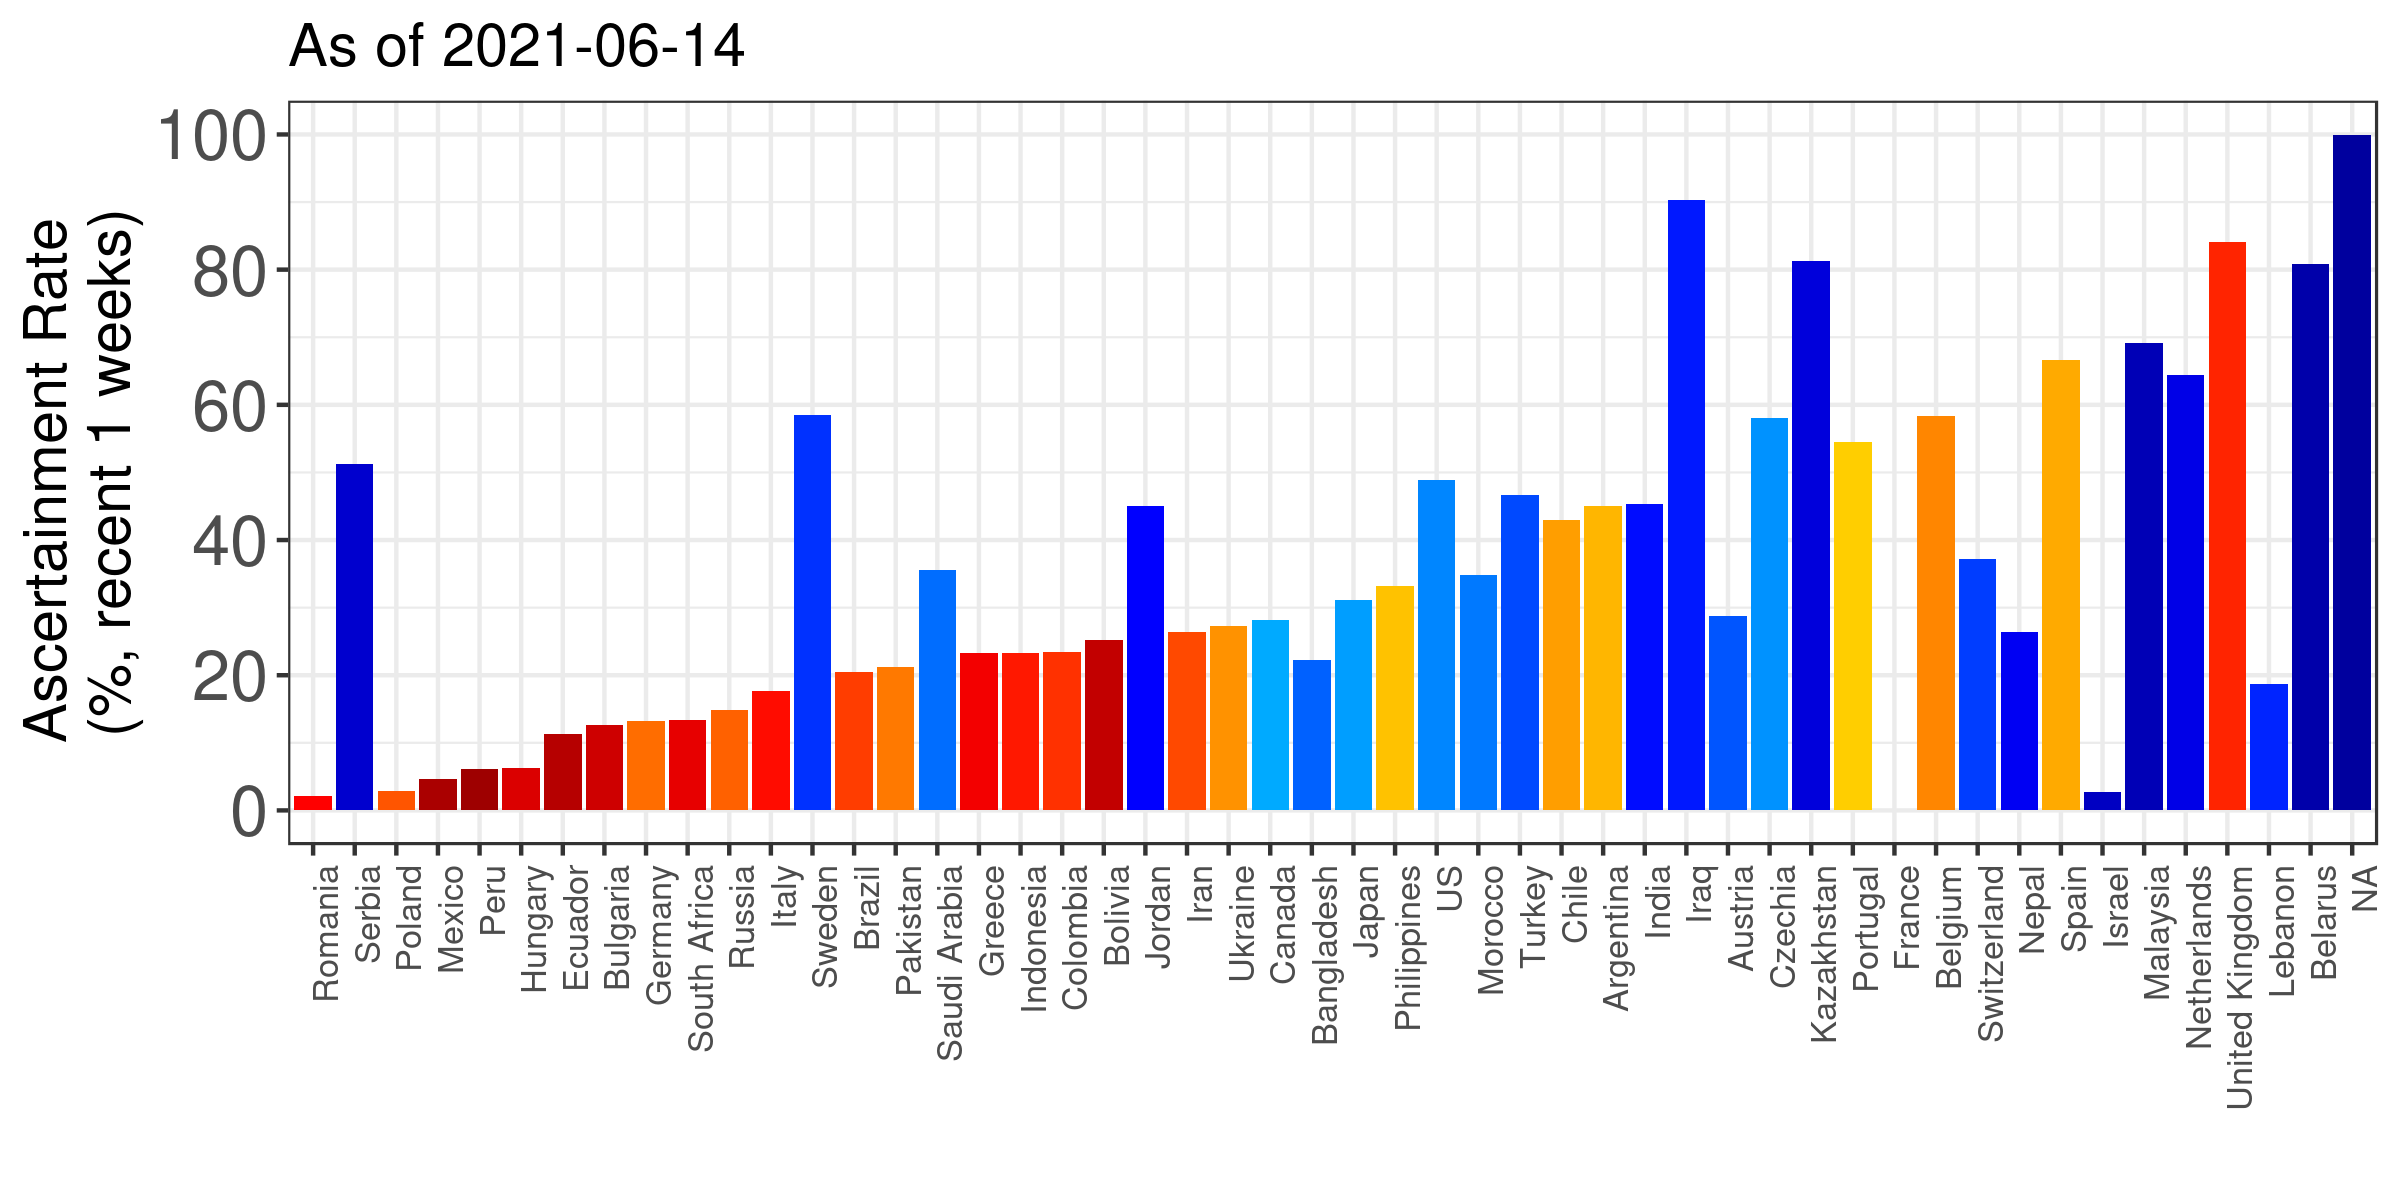 As of 2021-06-14
Ascertainment Rate
(%, recent 1 weeks)
100
80
60
40
20
0
Romania
Serbia
Poland
Mexico
Peru
Hungary
Ecuador
Bulgaria
Germany
South Africa
Russia
Italy
Sweden
Brazil
Pakistan
Saudi Arabia
Greece
Indonesia
Colombia
Bolivia
Jordan
Iran
Ukraine
Canada
Bangladesh
Japan
Philippines
US
Morocco
Turkey
Chile
Argentina
India
Iraq
Austria
Czechia
Kazakhstan
Portugal
France
Belgium
Switzerland
Nepal
Spain
Israel
Malaysia
Netherlands
United Kingdom
Lebanon
Belarus
NA